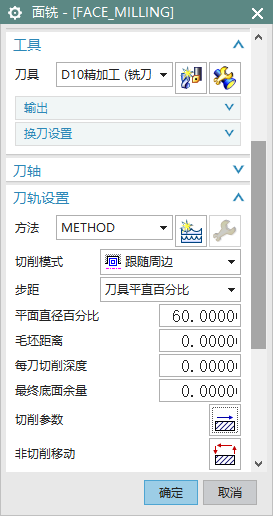 面铣 - [FACE_MILLING]
工具
刀具 D10精加工 (铣刀
输出
换刀设置
刀轴
刀轨设置
方法 METHOD
切削模式 跟随周边
步距 刀具平直百分比
平面直径百分比 60.0000
毛坯距离 0.0000
每刀切削深度 0.0000
最终底面余量 0.0000
切削参数
非切削移动
确定 取消